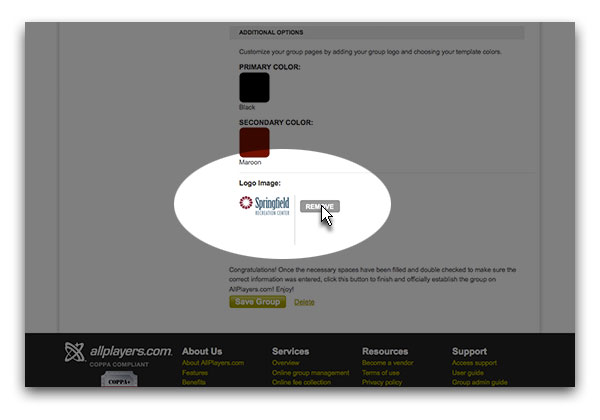 ADDITIONAL OPTIONS
Customize your group pages by adding your group logo and choosing your template colors.
PRIMARY COLOR:
Black
SECONDARY COLOR:
Maroon
Logo Image:
Springfield
RECREATION CENTER
REMOVE
Congratulations! Once the necessary spaces have been filled and double checked to make sure the
correct information was entered, click this button to finish and officially establish the group on
AllPlayers.com! Enjoy!
Save Group Delete
allplayers.com
COPPA COMPLIANT
COPPA+
About Us
About AllPlayers.com
Features
Benefits
Services
Overview
Online group management
Online fee collection
Resources
Become a vendor
Terms of use
Privacy policy
Support
Access support
User guide
Group admin guide